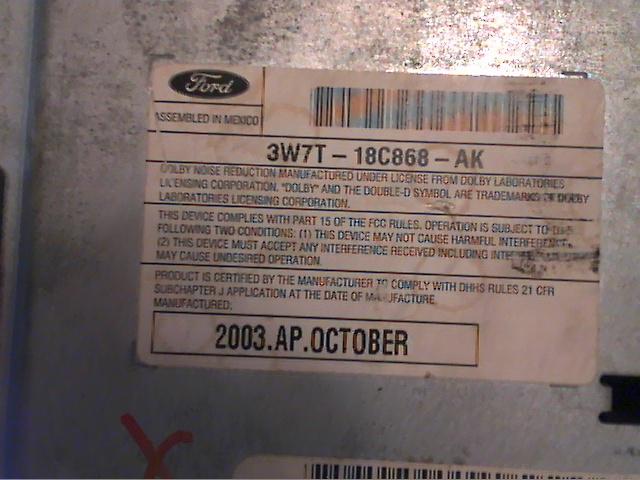 Ford
ASSEMBLED IN MEXICO
3W7T-18C868-AK
DOLBY NOISE REDUCTION MANUFACTURED UNDER LICENSE FROM DOLBY LABORATORIES
LICENSING CORPORATION. "DOLBY" AND THE DOUBLE-D SYMBOL ARE TRADEMARKS OF DOLBY
LABORATORIES LICENSING CORPORATION.
THIS DEVICE COMPLIES WITH PART 15 OF THE FCC RULES. OPERATION IS SUBJECT TO THE
FOLLOWING TWO CONDITIONS: (1) THIS DEVICE MAY NOT CAUSE HARMFUL INTERFERENCE,
(2) THIS DEVICE MUST ACCEPT ANY INTERFERENCE RECEIVED INCLUDING
MAY CAUSE UNDESIRED OPERATION.
PRODUCT IS CERTIFIED BY THE MANUFACTURER TO COMPLY WITH DHHS RULES 21 CFR
SUBCHAPTER J APPLICATION AT THE DATE OF MANUFACTURE.
MANUFACTURED:
2003.AP.OCTOBER
X